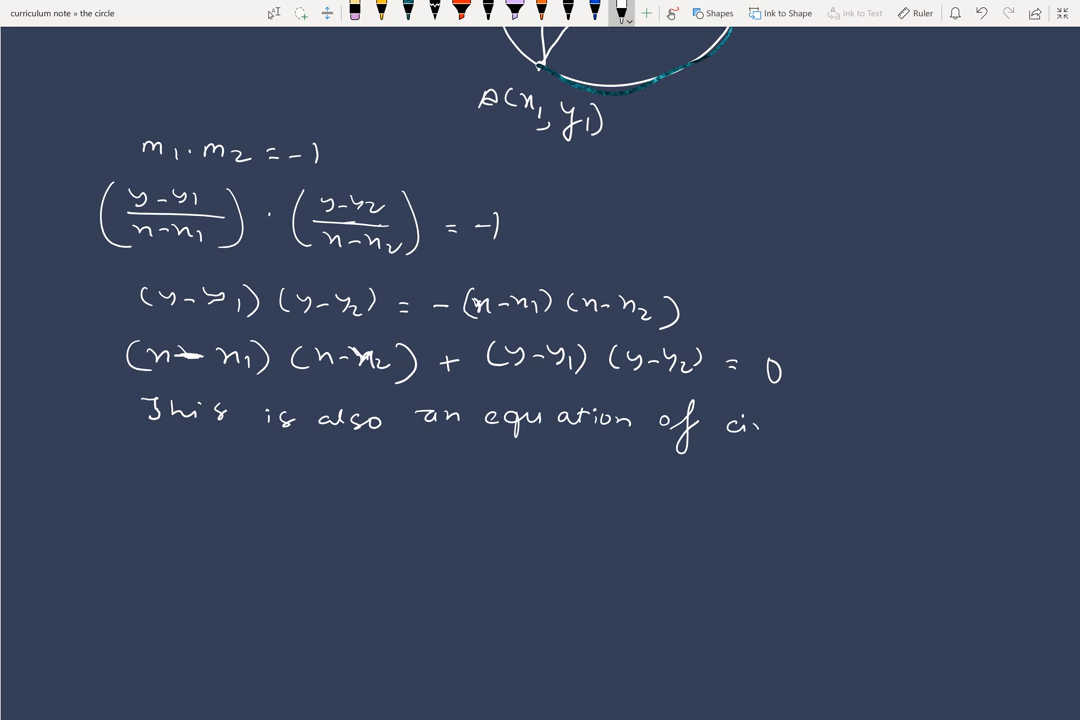 curriculum note » the circle
Shapes Ink to Shape Ink to Text Ruler
A(x₁, y₁)
m₁ . m₂ = -1
((y-y₁)/(x-x₁)) . ((y-y₂)/(x-x₂)) = -1
(y-y₁) (y-y₂) = -(x-x₁) (x-x₂)
(x-x₁) (x-x₂) + (y-y₁) (y-y₂) = 0
This is also an equation of ci